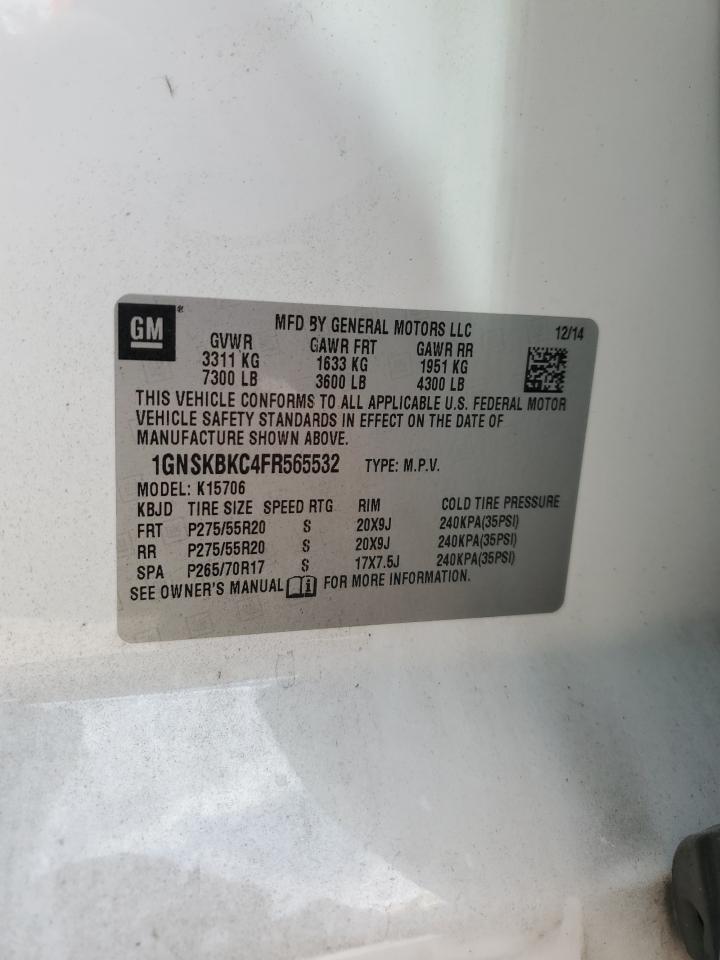 GM®
MFD BY GENERAL MOTORS LLC 12/14
GVWR GAWR FRT GAWR RR
3311 KG 1633 KG 1951 KG
7300 LB 3600 LB 4300 LB
THIS VEHICLE CONFORMS TO ALL APPLICABLE U.S. FEDERAL MOTOR
VEHICLE SAFETY STANDARDS IN EFFECT ON THE DATE OF
MANUFACTURE SHOWN ABOVE.
1GNSKBKC4FR565532 TYPE: M.P.V.
MODEL: K15706
KBJD TIRE SIZE SPEED RTG RIM COLD TIRE PRESSURE
FRT P275/55R20 S 20X9J 240KPA(35PSI)
RR P275/55R20 S 20X9J 240KPA(35PSI)
SPA P265/70R17 S 17X7.5J 240KPA(35PSI)
SEE OWNER'S MANUAL FOR MORE INFORMATION.